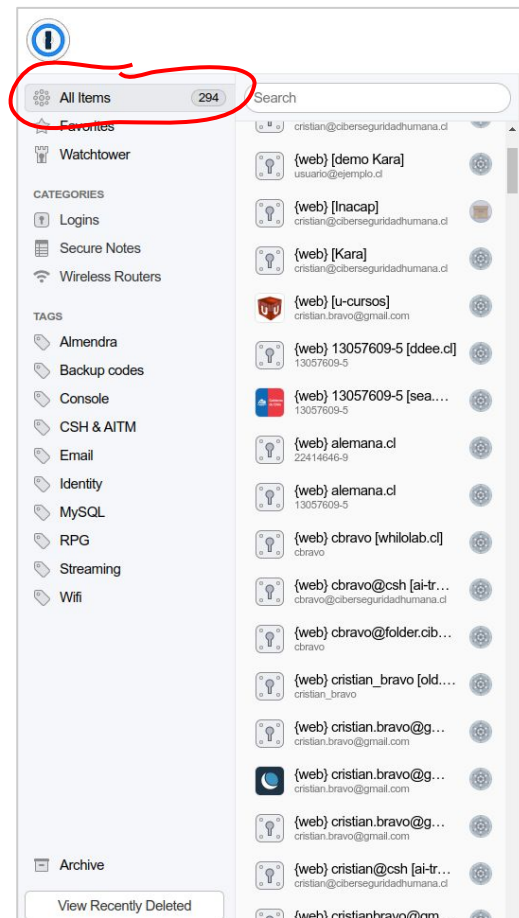 All Items 294
Favorites
Watchtower
CATEGORIES
Logins
Secure Notes
Wireless Routers
TAGS
Almendra
Backup codes
Console
CSH & AITM
Email
Identity
MySQL
RPG
Streaming
Wifi
Archive
View Recently Deleted
Search
cristian@ciberseguridadhumana.cl
{web} [demo Kara]
usuario@ejemplo.cl
{web} [Inacap]
cristian@ciberseguridadhumana.cl
{web} [Kara]
cristian@ciberseguridadhumana.cl
{web} [u-cursos]
cristian.bravo@gmail.com
{web} 13057609-5 [ddee.cl]
13057609-5
{web} 13057609-5 [sea....
13057609-5
{web} alemana.cl
22414646-9
{web} alemana.cl
13057609-5
{web} cbravo [whilolab.cl]
cbravo
{web} cbravo@csh [ai-tr...
cbravo@ciberseguridadhumana.cl
{web} cbravo@folder.cib...
cbravo
{web} cristian_bravo [old....
cristian_bravo
{web} cristian.bravo@g...
cristian.bravo@gmail.com
{web} cristian.bravo@g...
cristian.bravo@gmail.com
{web} cristian.bravo@g...
cristian.bravo@gmail.com
{web} cristian@csh [ai-tr...
cristian@ciberseguridadhumana.cl
{web} cristianbravo@gm...